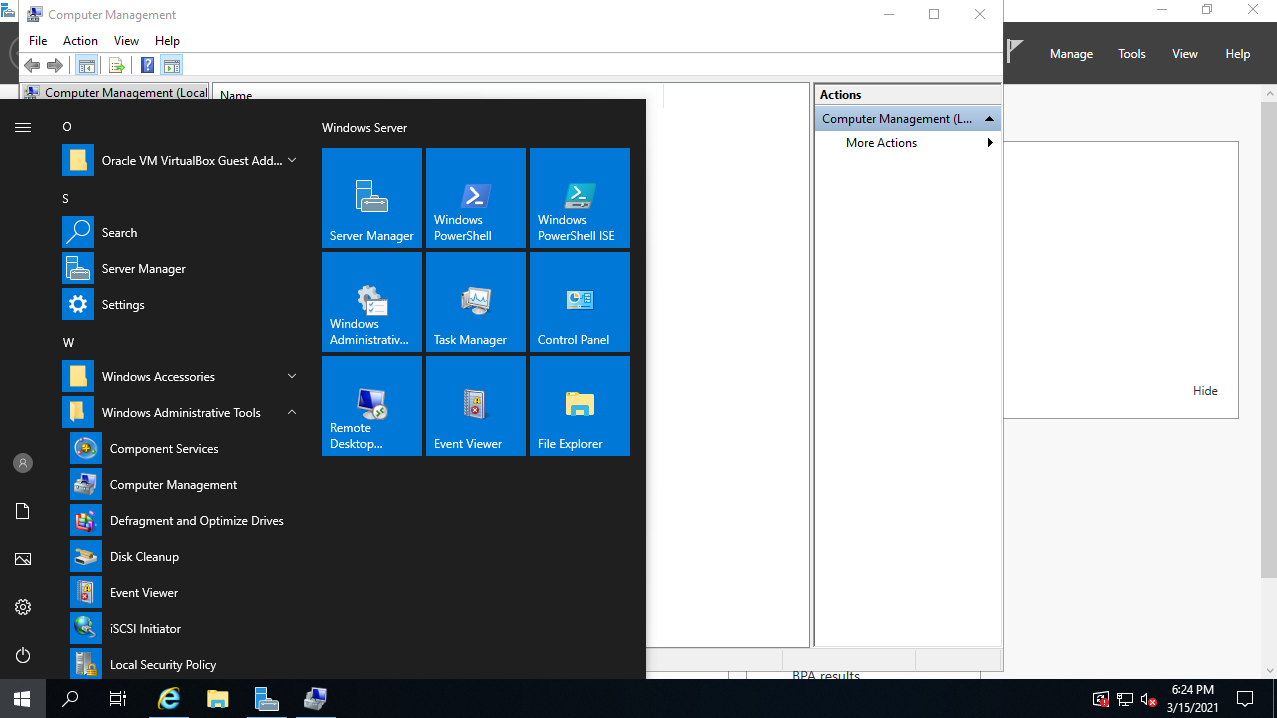 Computer Management
File Action View Help
Manage Tools View Help
Computer Management (Local
Name
Actions
Computer Management (L...
More Actions
Hide
O
Oracle VM VirtualBox Guest Add...
S
Search
Server Manager
Settings
W
Windows Accessories
Windows Administrative Tools
Component Services
Computer Management
Defragment and Optimize Drives
Disk Cleanup
Event Viewer
iSCSI Initiator
Local Security Policy
Windows Server
Server Manager
Windows
PowerShell
Windows
PowerShell ISE
Windows
Administrativ...
Task Manager
Control Panel
Remote
Desktop...
Event Viewer
File Explorer
BPA results
6:24 PM
3/15/2021